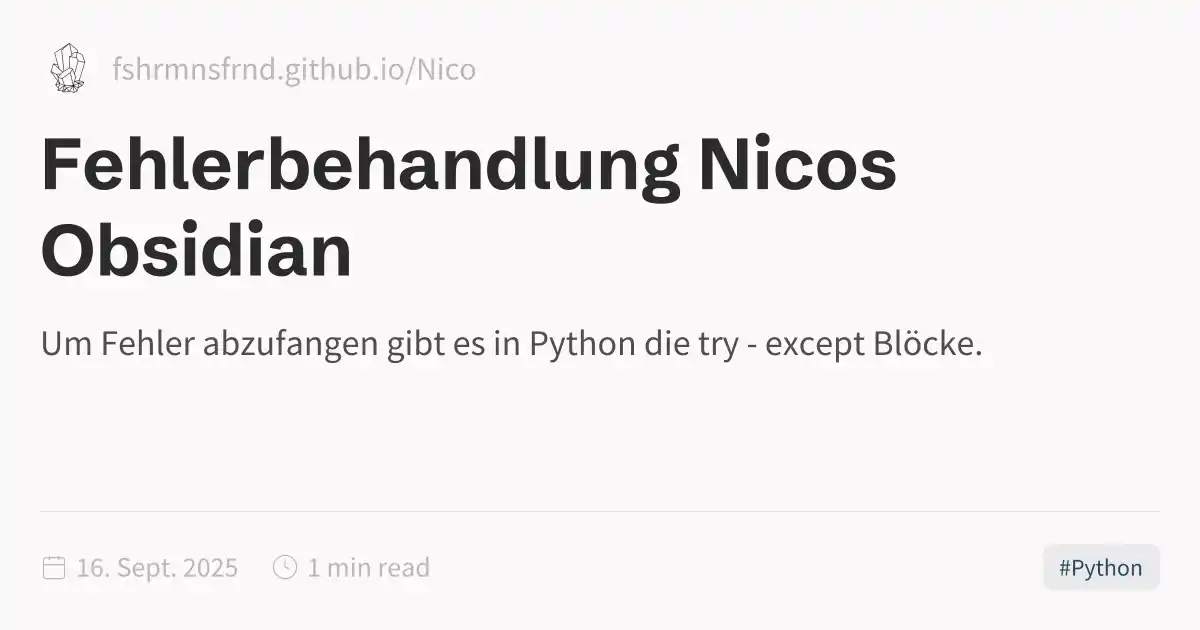 fshrmnsfrnd.github.io/Nico
Fehlerbehandlung Nicos
Obsidian
Um Fehler abzufangen gibt es in Python die try - except Blöcke.
16. Sept. 2025
1 min read
#Python